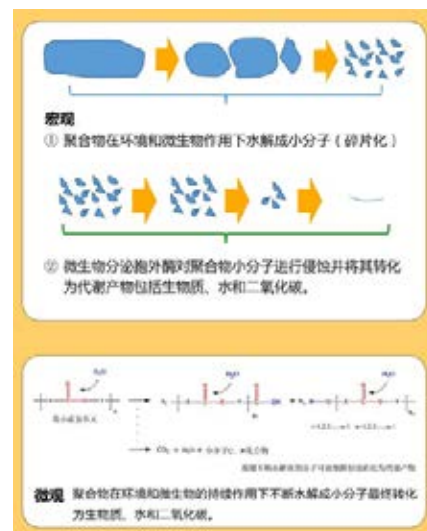 宏观
① 聚合物在环境和微生物作用下水解成小分子（碎片化）
② 微生物分泌胞外酶对聚合物小分子进行侵蚀并将其转化
为代谢产物包括生物质、水和二氧化碳。
H₂O
H₂O
H₂O
微观 聚合物在环境和微生物的持续作用下不断水解成小分子最终转化
为生物质、水和二氧化碳。